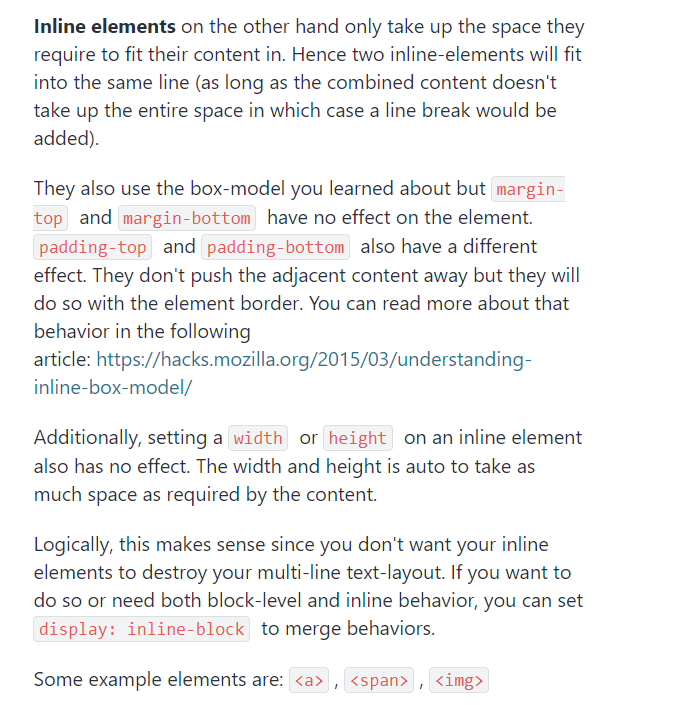 Inline elements on the other hand only take up the space they
require to fit their content in. Hence two inline-elements will fit
into the same line (as long as the combined content doesn't
take up the entire space in which case a line break would be
added).
They also use the box-model you learned about but margin-
top and margin-bottom have no effect on the element.
padding-top and padding-bottom also have a different
effect. They don't push the adjacent content away but they will
do so with the element border. You can read more about that
behavior in the following
article: https://hacks.mozilla.org/2015/03/understanding-
inline-box-model/
Additionally, setting a width or height on an inline element
also has no effect. The width and height is auto to take as
much space as required by the content.
Logically, this makes sense since you don't want your inline
elements to destroy your multi-line text-layout. If you want to
do so or need both block-level and inline behavior, you can set
display: inline-block to merge behaviors.
Some example elements are: <a> , <span> , <img>